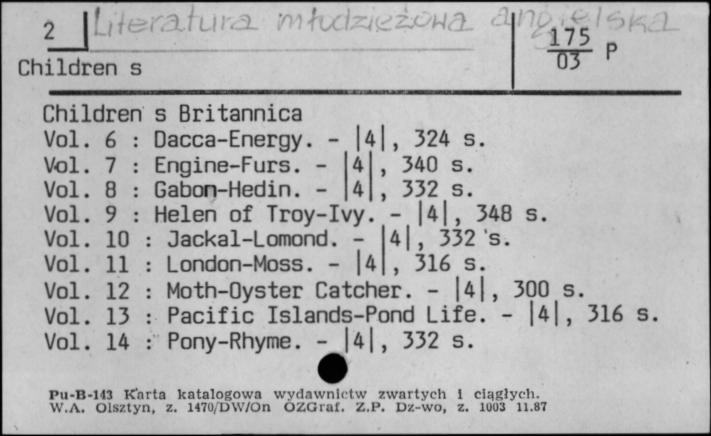 2 Literatura młodzieżowa angielska
175
03 P
Children s
Children s Britannica
Vol. 6 : Dacca-Energy. - |4|, 324 s.
Vol. 7 : Engine-Furs. - |4|, 340 s.
Vol. 8 : Gabon-Hedin. - |4|, 332 s.
Vol. 9 : Helen of Troy-Ivy. - |4|, 348 s.
Vol. 10 : Jackal-Lomond. - |4|, 332 s.
Vol. 11 : London-Moss. - |4|, 316 s.
Vol. 12 : Moth-Oyster Catcher. - |4|, 300 s.
Vol. 13 : Pacific Islands-Pond Life. - |4|, 316 s.
Vol. 14 : Pony-Rhyme. - |4|, 332 s.
Pu-B-143 Karta katalogowa wydawnictw zwartych i ciągłych.
W.A. Olsztyn, z. 1470/DW/On OZGraf. Z.P. Dz-wo, z. 1003 11.87